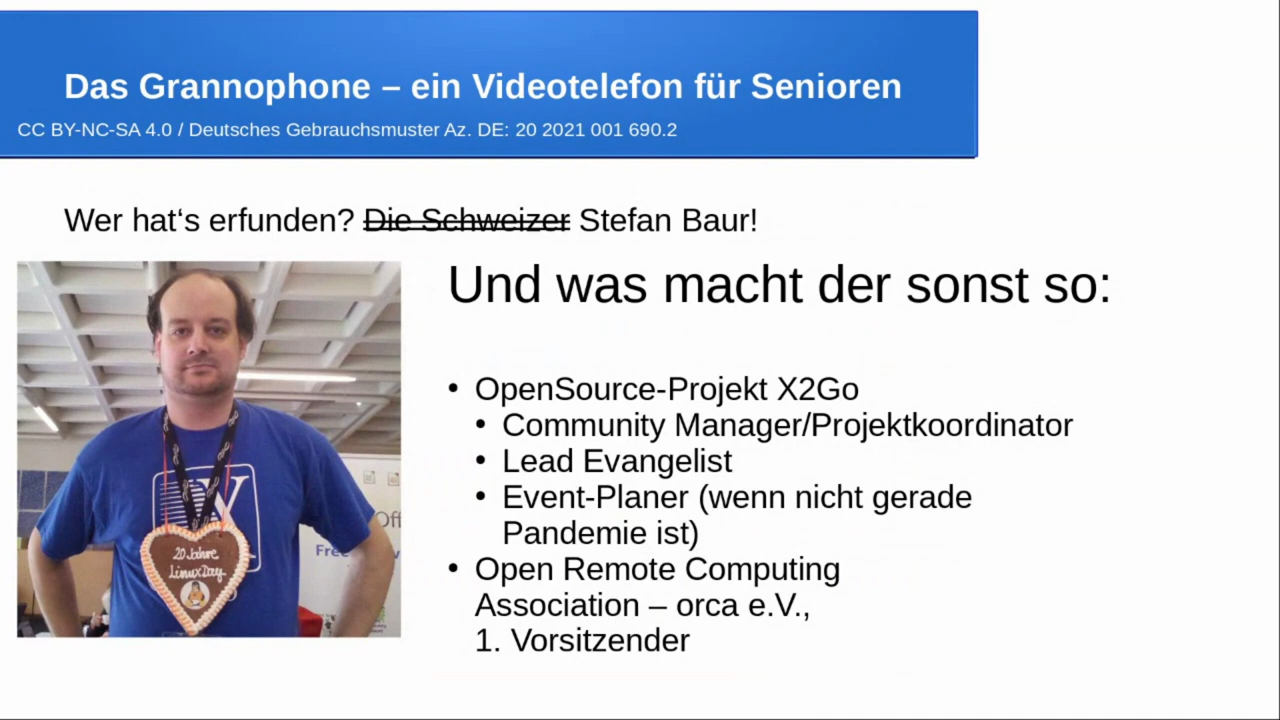 Das Grannophone – ein Videotelefon für Senioren
CC BY-NC-SA 4.0 / Deutsches Gebrauchsmuster Az. DE: 20 2021 001 690.2
Wer hat‘s erfunden? Die Schweizer Stefan Baur!
Und was macht der sonst so:
• OpenSource-Projekt X2Go
• Community Manager/Projektkoordinator
• Lead Evangelist
• Event-Planer (wenn nicht gerade
Pandemie ist)
• Open Remote Computing
Association – orca e.V.,
1. Vorsitzender
20 Jahre
LinuxDay